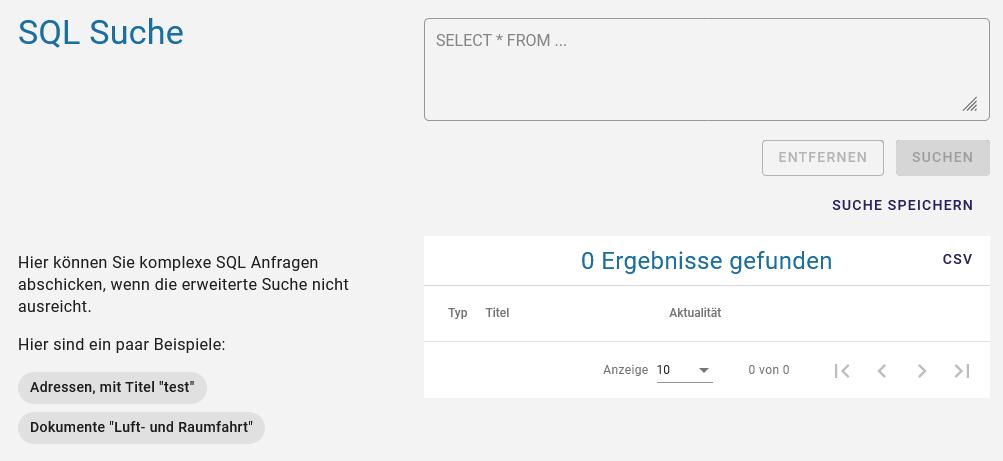 SQL Suche
SELECT * FROM ...
ENTFERNEN
SUCHEN
SUCHE SPEICHERN
Hier können Sie komplexe SQL Anfragen
abschicken, wenn die erweiterte Suche nicht
ausreicht.
Hier sind ein paar Beispiele:
Adressen, mit Titel "test"
Dokumente "Luft- und Raumfahrt"
0 Ergebnisse gefunden
CSV
Typ Titel Aktualität
Anzeige 10 0 von 0